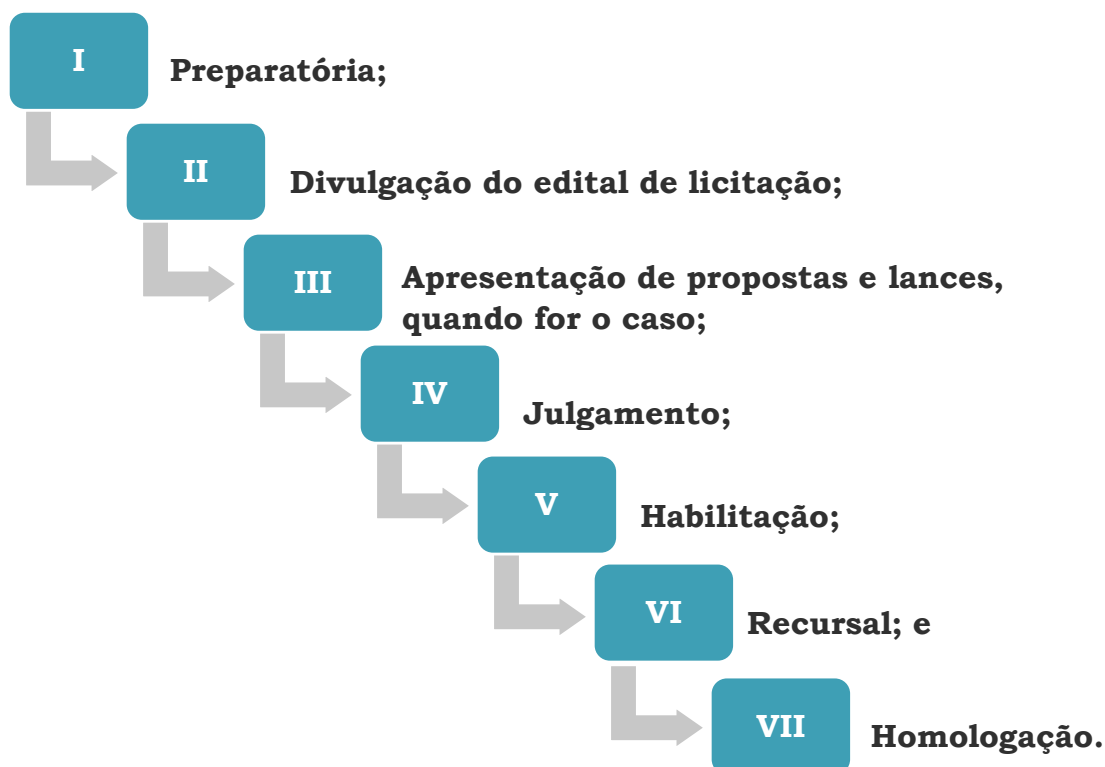 I
Preparatória;
II
Divulgação do edital de licitação;
III
Apresentação de propostas e lances,
quando for o caso;
IV
Julgamento;
V
Habilitação;
VI
Recursal; e
VII
Homologação.